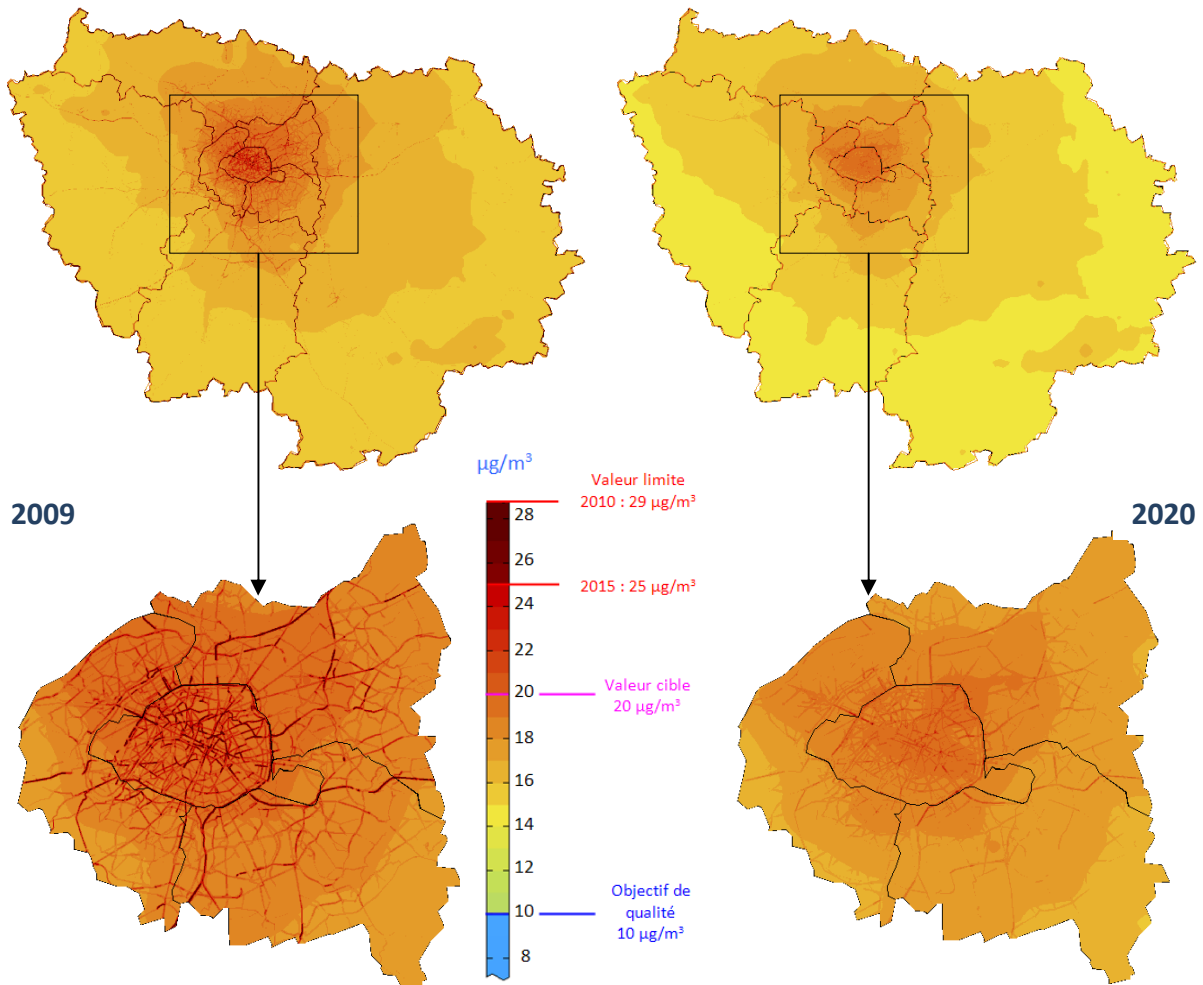 µg/m³
Valeur limite
2010 : 29 µg/m³
2009
2020
28
26
2015 : 25 µg/m³
24
22
20
Valeur cible
20 µg/m³
18
16
14
12
10
Objectif de
qualité
10 µg/m³
8